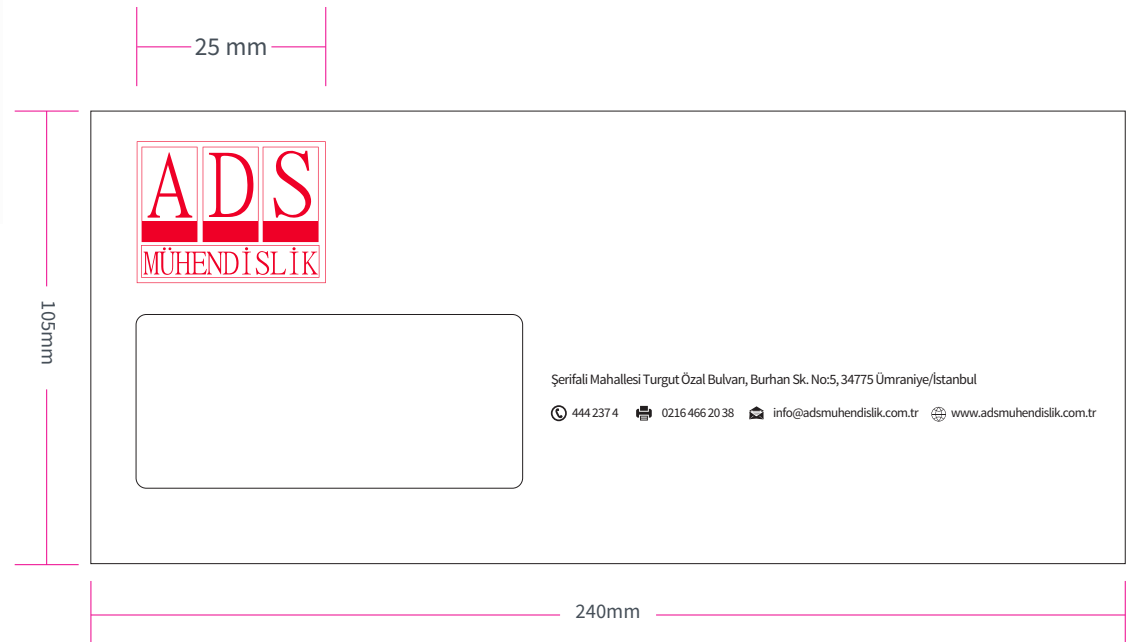 25 mm
ADS
MÜHENDİSLİK
105mm
Şerifali Mahallesi Turgut Özal Bulvarı, Burhan Sk. No:5, 34775 Ümraniye/İstanbul
444 237 4 0216 466 20 38 info@adsmuhendislik.com.tr www.adsmuhendislik.com.tr
240mm